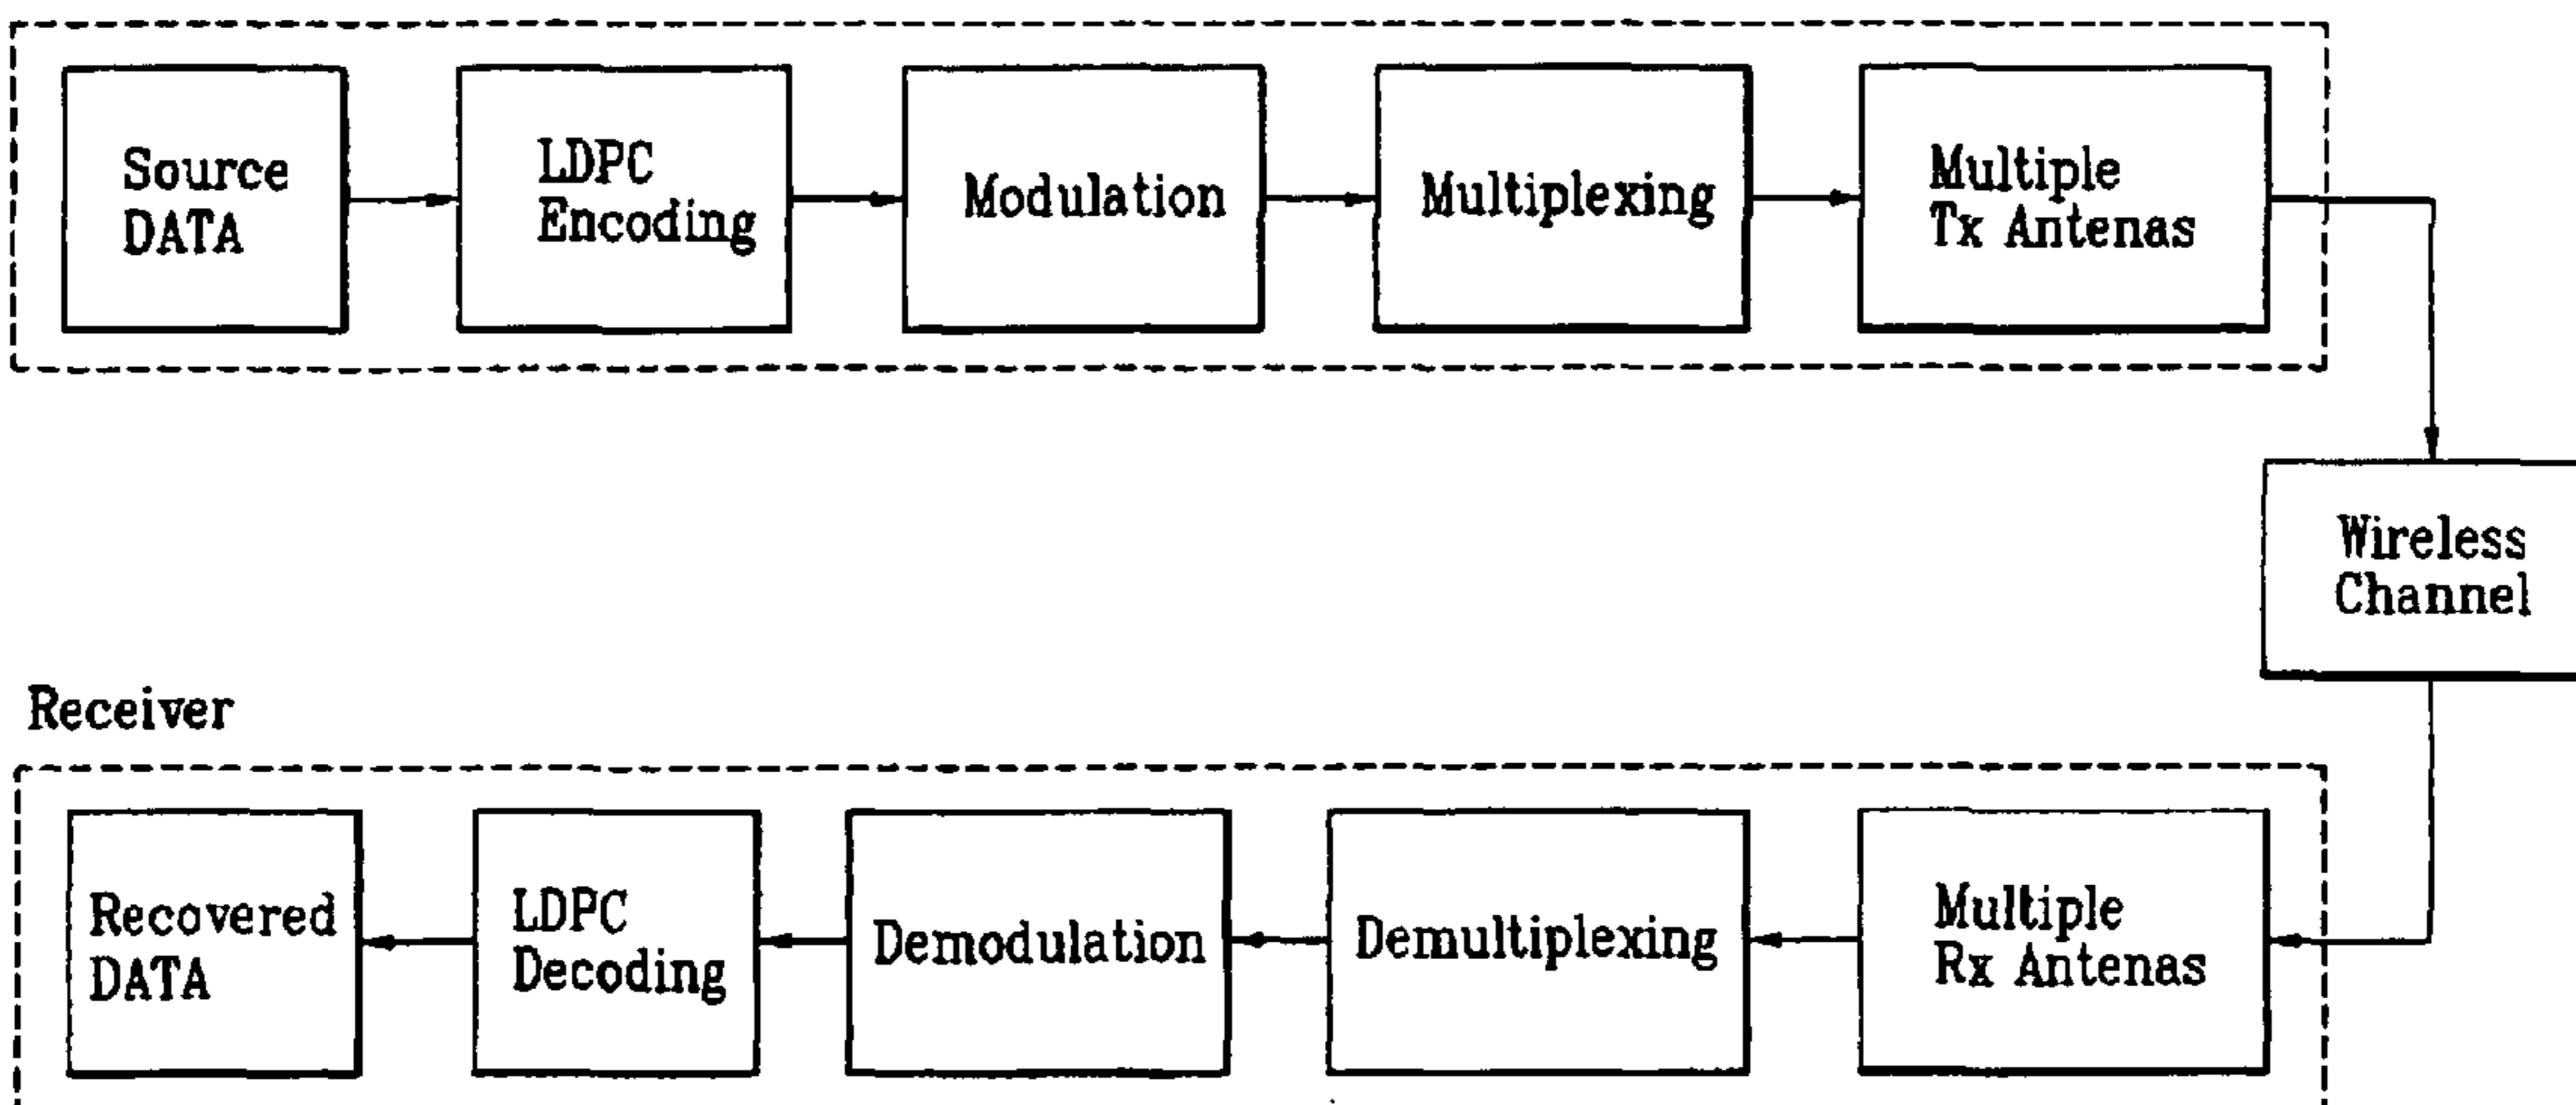 Source
DATA
LDPC
Encoding
Modulation
Multiplexing
Multiple
Tx Antenas
Wireless
Channel
Receiver
Recovered
DATA
LDPC
Decoding
Demodulation
Demultiplexing
Multiple
Rx Antenas